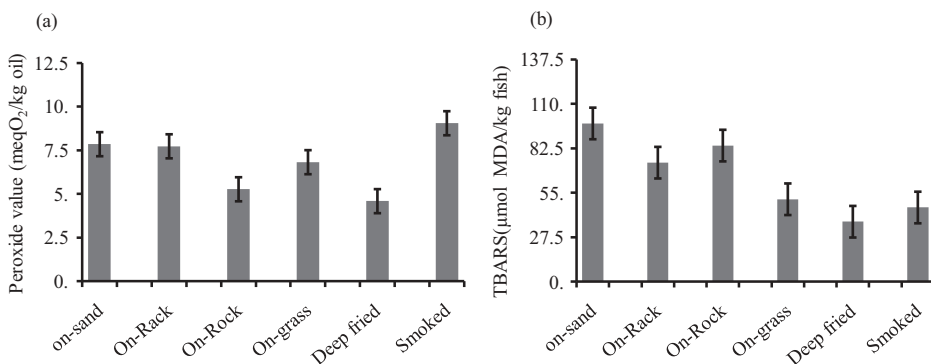 (a)
Peroxide value (meqO₂/kg oil)
12.5
10.
7.5
5.
2.5
0.
on-sand
On-Rack
On-Rock
On-grass
Deep fried
Smoked
(b)
TBARS(µmol MDA/kg fish)
137.5
110.
82.5
55.
27.5
0.
on-sand
On-Rack
On-Rock
On-grass
Deep fried
Smoked